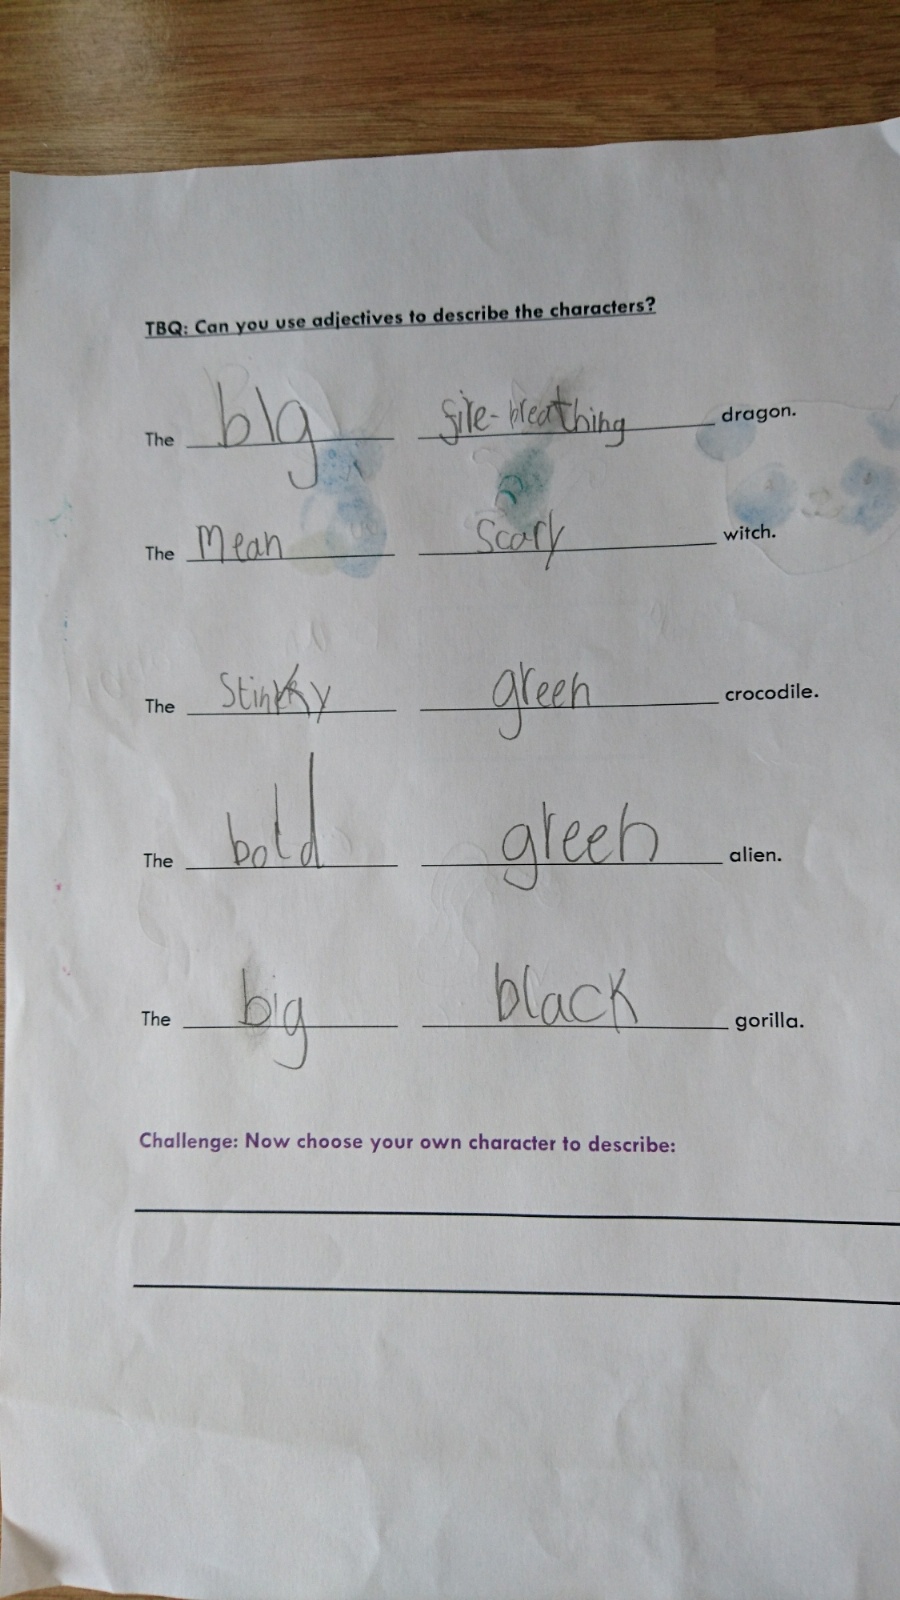 TBQ: Can you use adjectives to describe the characters?
The big fire-breathing dragon.
The Mean Scary witch.
The Stinky green crocodile.
The bold green alien.
The big black gorilla.
Challenge: Now choose your own character to describe: